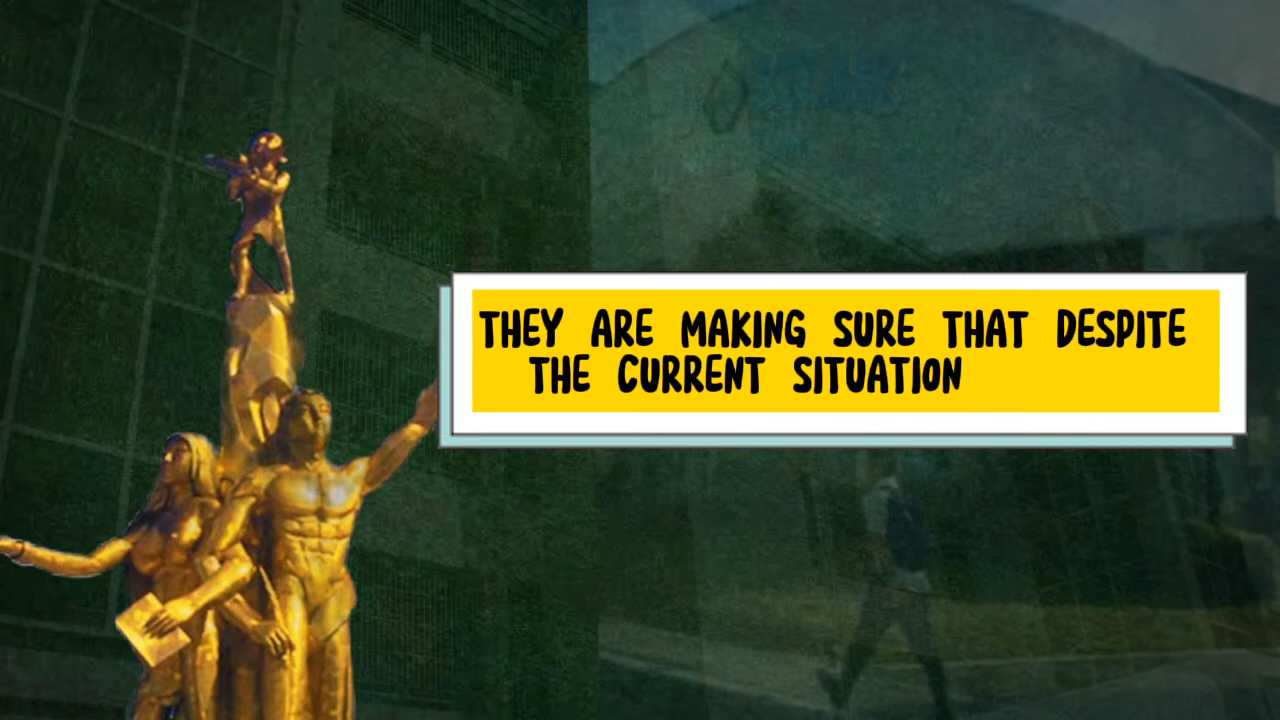 THEY ARE MAKING SURE THAT DESPITE
THE CURRENT SITUATION